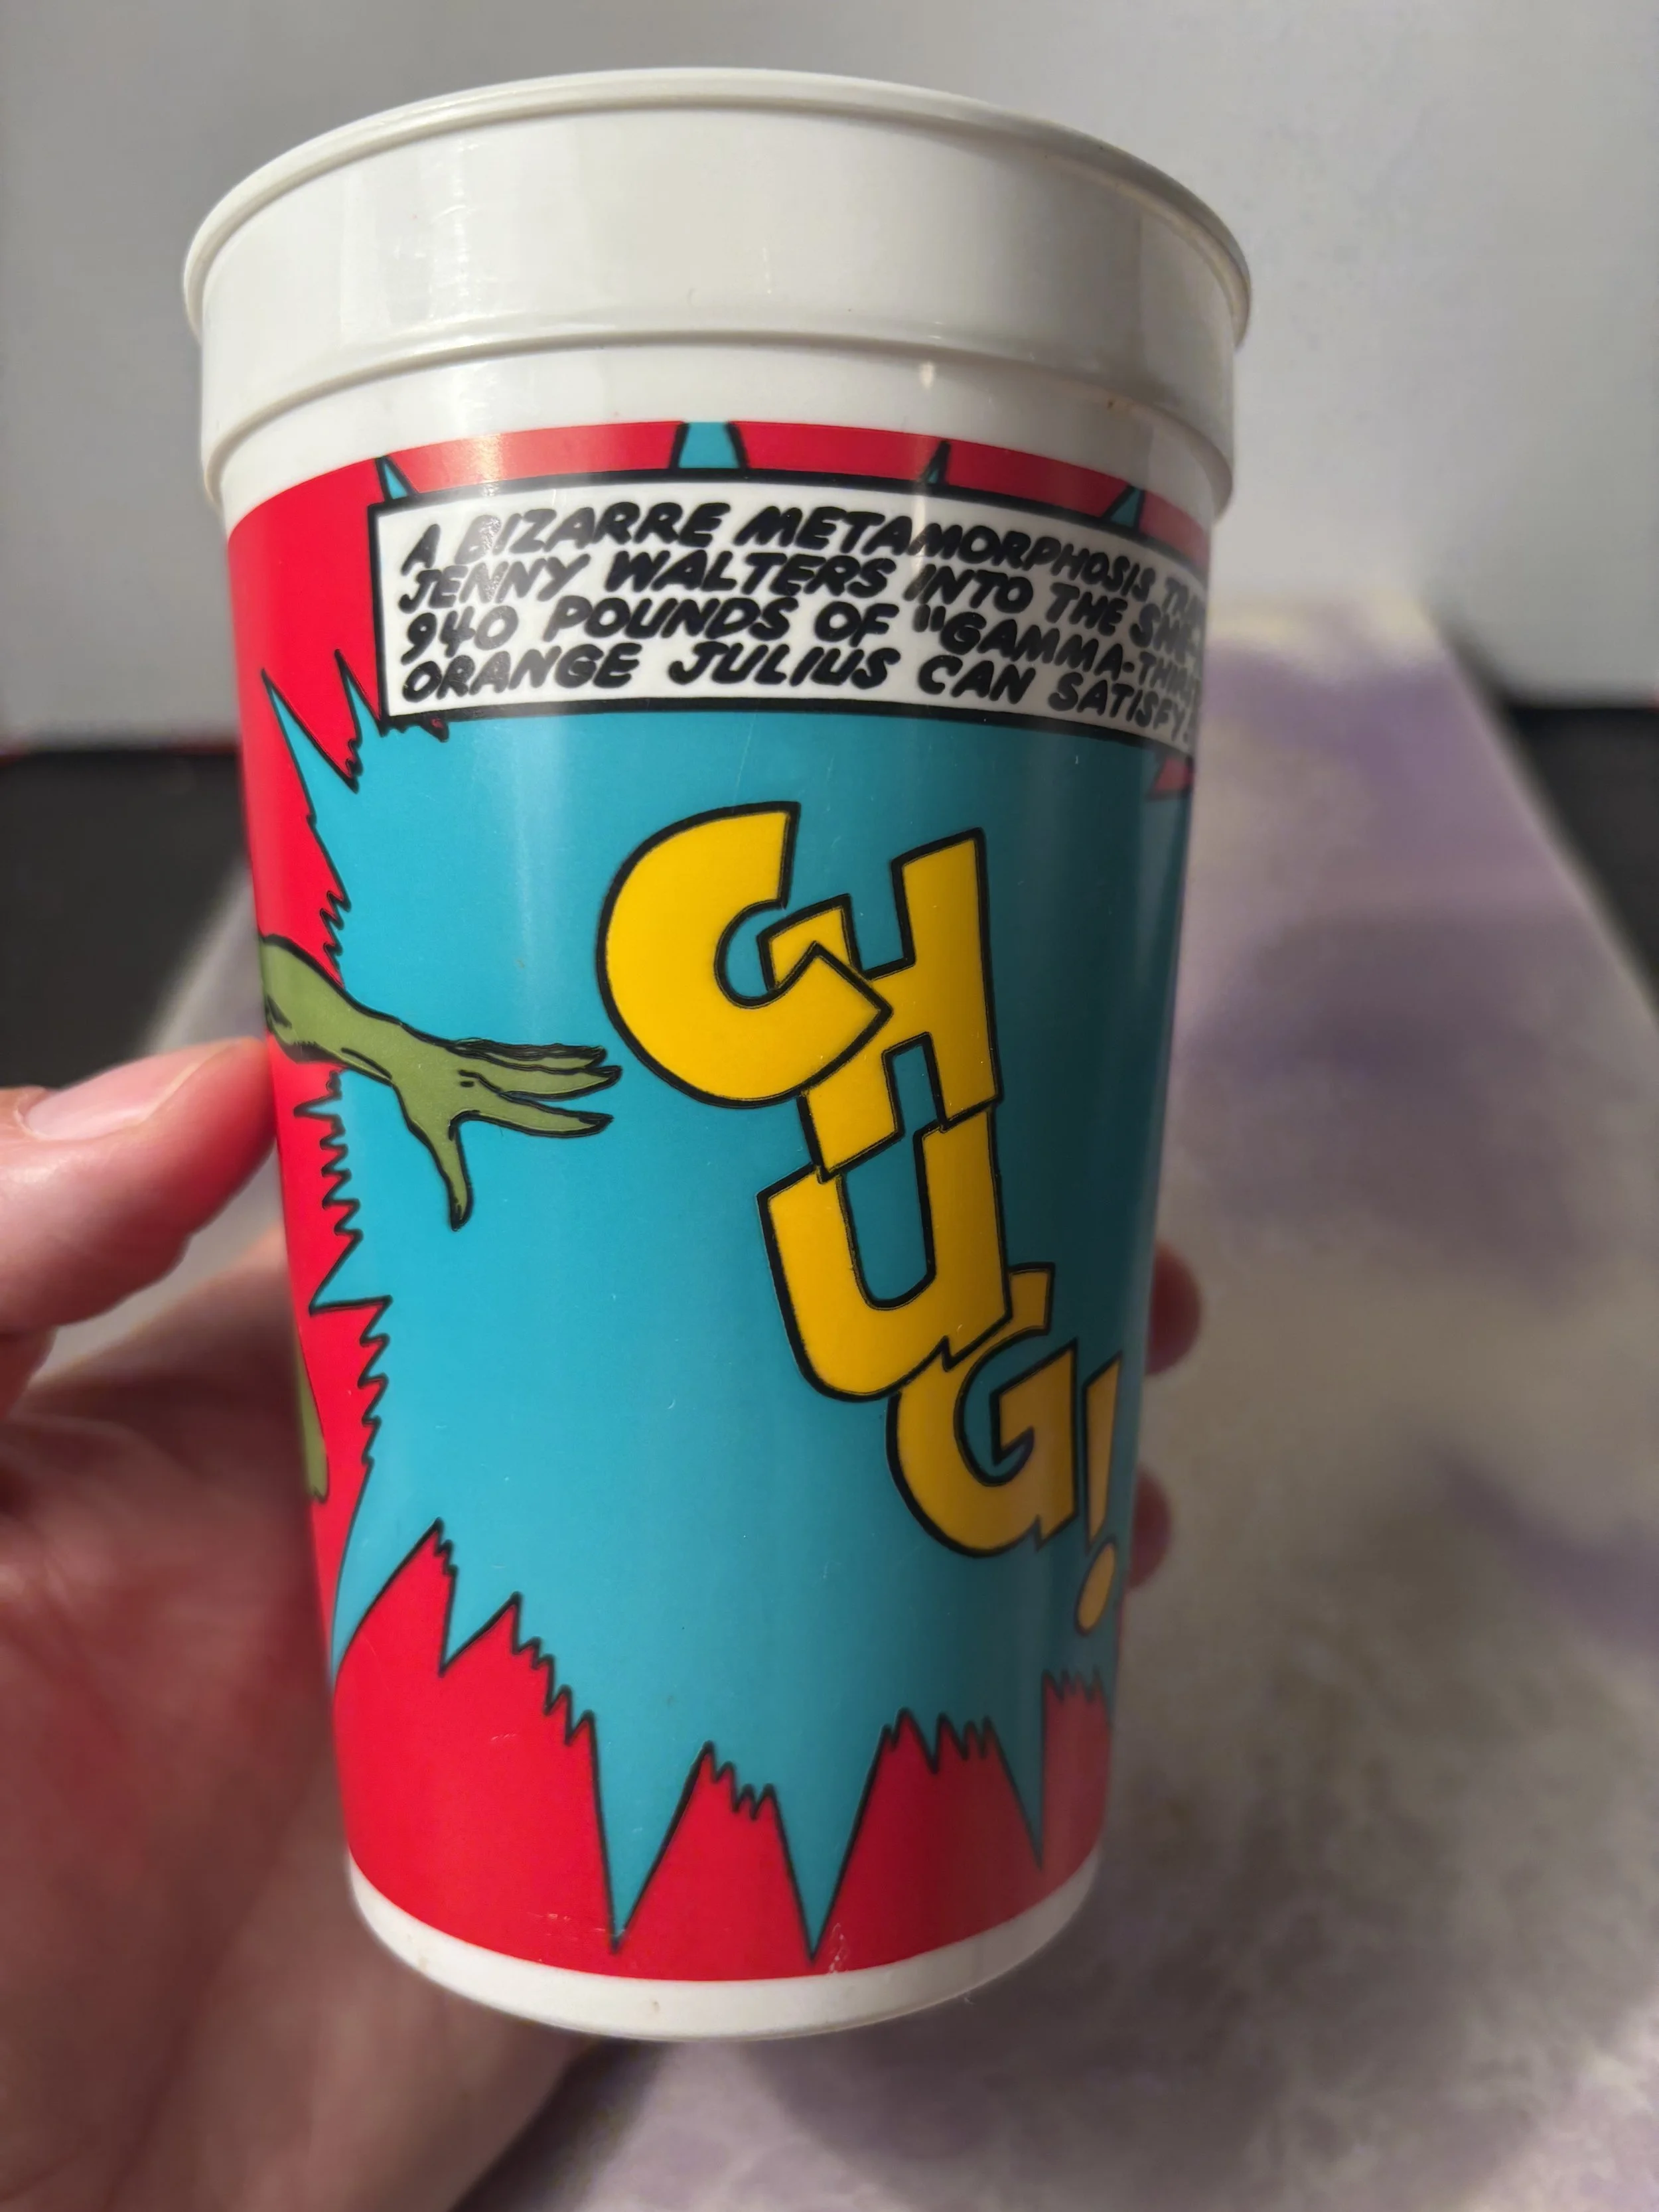 A BIZARRE METAMORPHOSIS
JENNY WALTERS INTO THE
940 POUNDS OF "GAMMA-
ORANGE JULIUS CAN SATISFY!
CHUG!